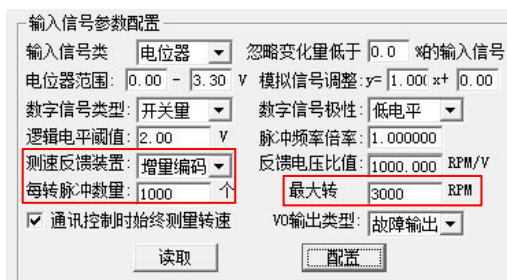 输入信号参数配置
输入信号类 电位器 忽略变化量低于 0.0 %的输入信号
电位器范围: 0.00 - 3.30 V 模拟信号调整:y= 1.00( x+ 0.00
数字信号类型: 开关量 数字信号极性: 低电平
逻辑电平阈值: 2.00 V 脉冲频率倍率: 1.000000
测速反馈装置: 增量编码 反馈电压比值: 1000.000 RPM/V
每转脉冲数量: 1000 个 最大转 3000 RPM
通讯控制时始终测量转速 VO输出类型: 故障输出
读取 配置